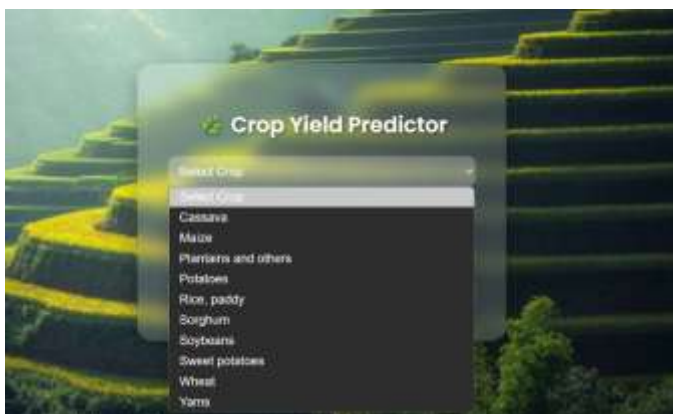 Crop Yield Predictor
Select Crop
Select Crop
Cassava
Maize
Plantains and others
Potatoes
Rice, paddy
Sorghum
Soybeans
Sweet potatoes
Wheat
Yams